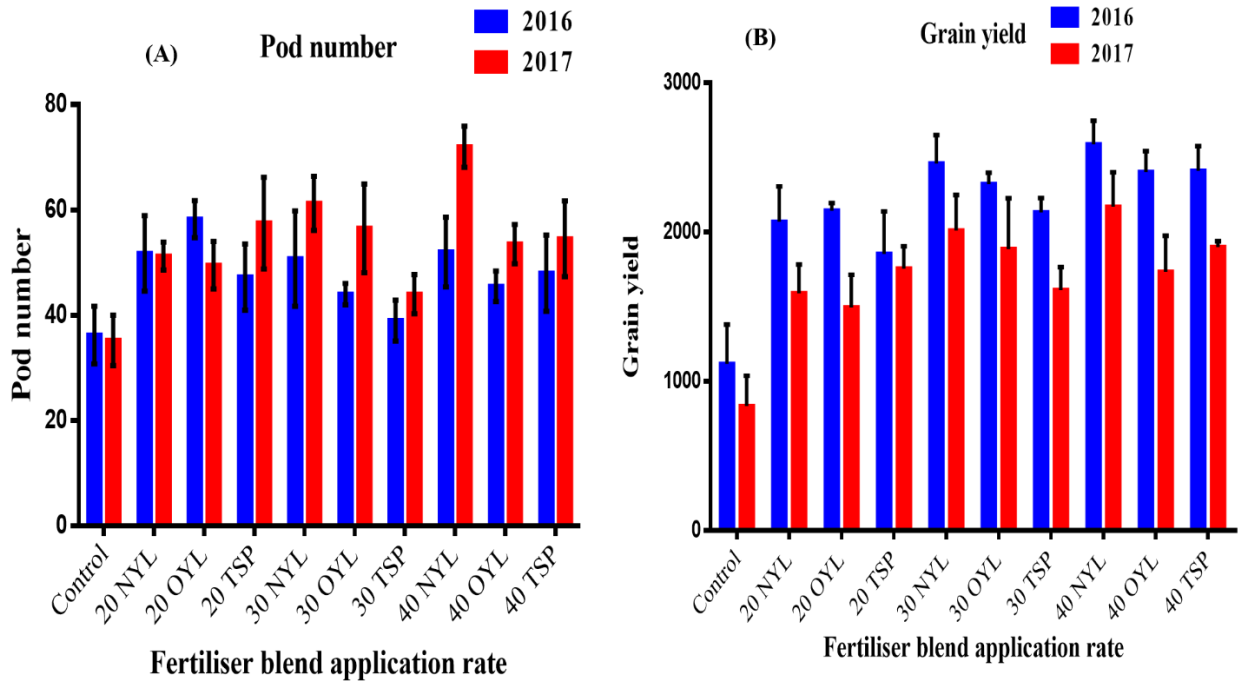 (A)
Pod number
2016
2017
80
60
40
20
0
Pod number
Control
20 NYL
20 OYL
20 TSP
30 NYL
30 OYL
30 TSP
40 NYL
40 OYL
40 TSP
Fertiliser blend application rate
(B)
Grain yield
2016
2017
3000
2000
1000
0
Grain yield
Control
20 NYL
20 OYL
20 TSP
30 NYL
30 OYL
30 TSP
40 NYL
40 OYL
40 TSP
Fertiliser blend application rate